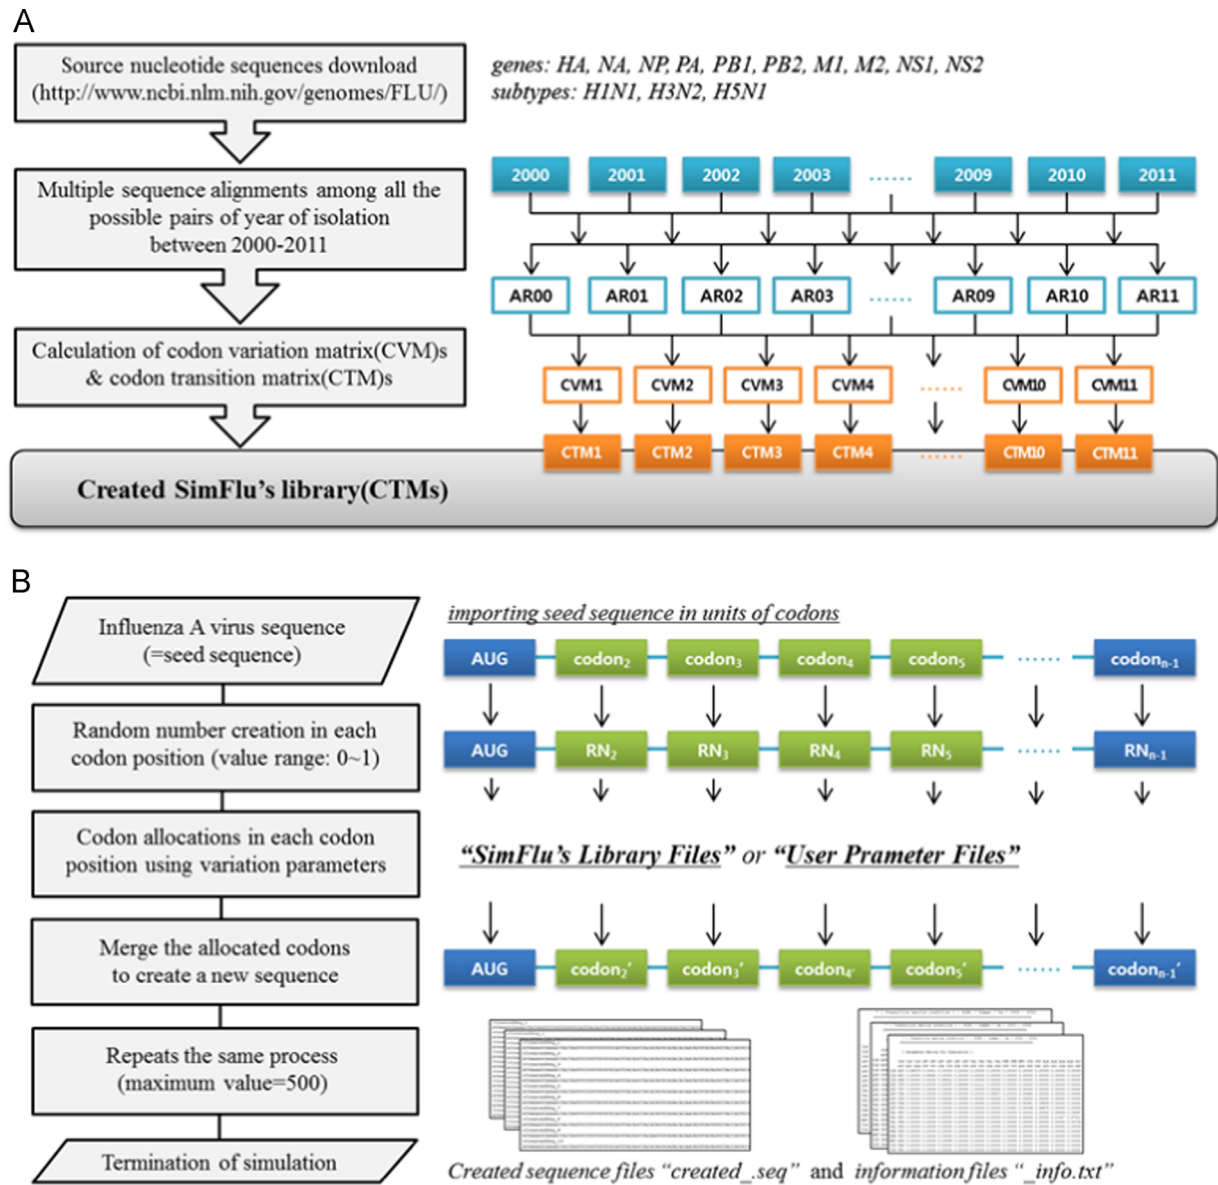 A
Source nucleotide sequences download
(http://www.ncbi.nlm.nih.gov/genomes/FLU/)
genes: HA, NA, NP, PA, PB1, PB2, M1, M2, NS1, NS2
subtypes: H1N1, H3N2, H5N1
Multiple sequence alignments among all the
possible pairs of year of isolation
between 2000-2011
2000 2001 2002 2003 ...... 2009 2010 2011
AR00 AR01 AR02 AR03 ...... AR09 AR10 AR11
Calculation of codon variation matrix(CVM)s
& codon transition matrix(CTM)s
CVM1 CVM2 CVM3 CVM4 ...... CVM10 CVM11
CTM1 CTM2 CTM3 CTM4 ...... CTM10 CTM11
Created SimFlu's library(CTMs)
B
Influenza A virus sequence
(=seed sequence)
Random number creation in each
codon position (value range: 0~1)
Codon allocations in each codon
position using variation parameters
Merge the allocated codons
to create a new sequence
Repeats the same process
(maximum value=500)
Termination of simulation
importing seed sequence in units of codons
AUG codon2 codon3 codon4 codon5 ...... codonn-1
AUG RN2 RN3 RN4 RN5 ...... RNn-1
“SimFlu's Library Files” or “User Prameter Files”
AUG codon2' codon3' codon4' codon5' ...... codonn-1'
Created sequence files “created_.seq” and information files “_info.txt”